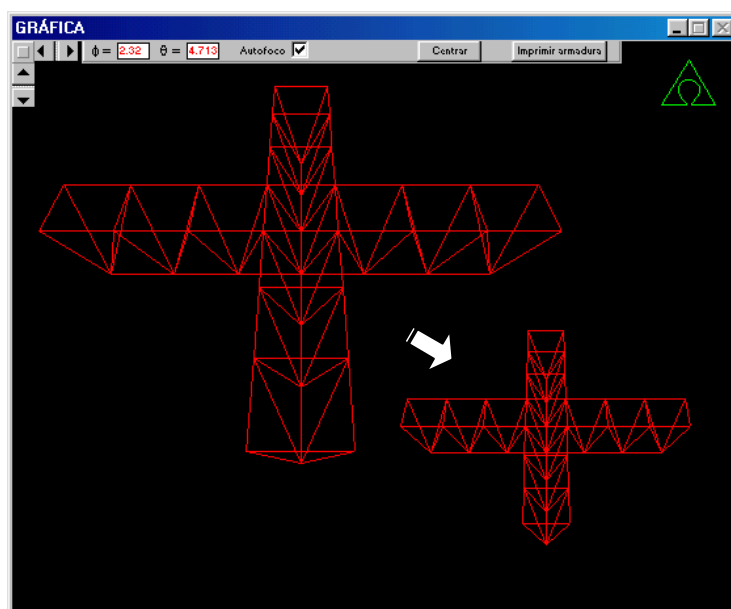 GRÁFICA
ϕ = 2.32 θ = 4.713 Autofoco Centrar Imprimir armadura